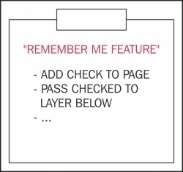 "REMEMBER ME FEATURE"
- ADD CHECK TO PAGE
- PASS CHECKED TO
LAYER BELOW
- ...